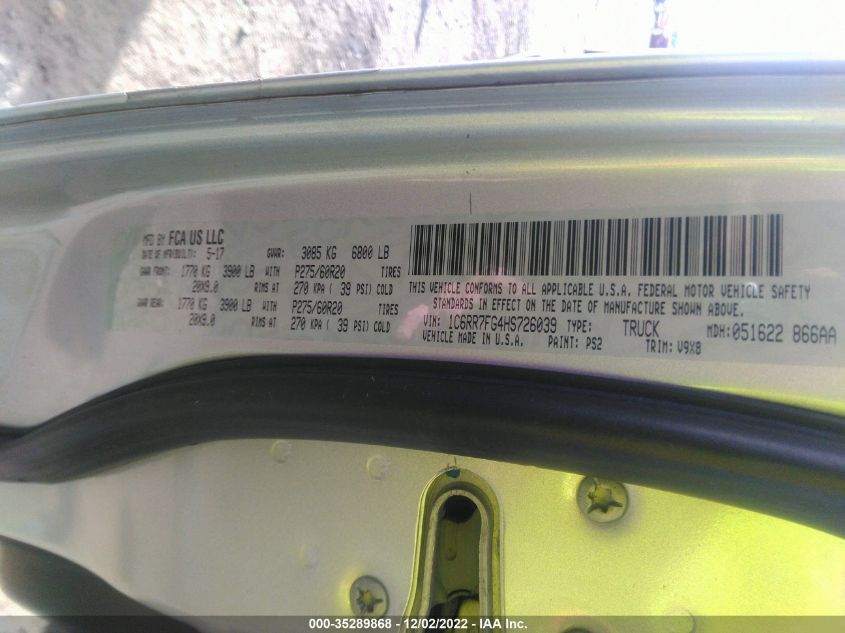 MFD BY FCA US LLC
DATE OF MFR(BUILT): 5-17 GVWR: 3085 KG 6800 LB
GAWR FRONT: 1770 KG 3900 LB WITH P275/60R20 TIRES
20X9.0 RIMS AT 270 KPA ( 39 PSI) COLD
GAWR REAR: 1770 KG 3900 LB WITH P275/60R20 TIRES
20X9.0 RIMS AT 270 KPA ( 39 PSI) COLD
THIS VEHICLE CONFORMS TO ALL APPLICABLE U.S.A. FEDERAL MOTOR VEHICLE SAFETY
STANDARDS IN EFFECT ON THE DATE OF MANUFACTURE SHOWN ABOVE.
VIN: 1C6RR7FG4HS726039 TYPE: TRUCK MDH: 051622 866AA
VEHICLE MADE IN U.S.A. PAINT: PS2 TRIM: V9X8
000-35289868 - 12/02/2022 - IAA Inc.